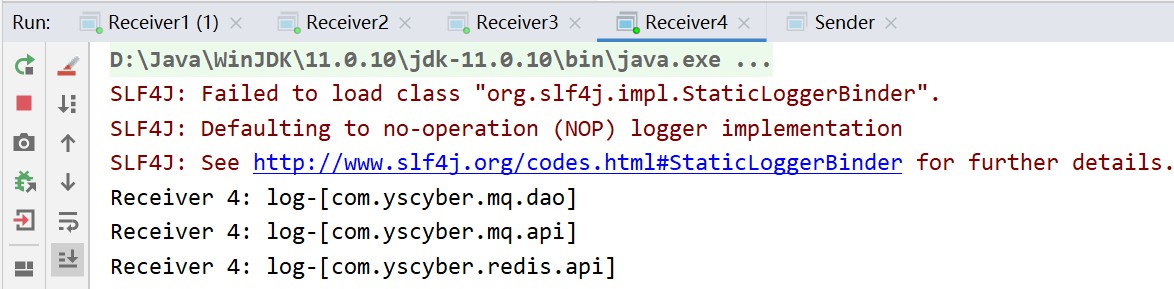 Run: Receiver1 (1) × Receiver2 × Receiver3 × Receiver4 × Sender ×
D:\Java\WinJDK\11.0.10\jdk-11.0.10\bin\java.exe ...
SLF4J: Failed to load class "org.slf4j.impl.StaticLoggerBinder".
SLF4J: Defaulting to no-operation (NOP) logger implementation
SLF4J: See http://www.slf4j.org/codes.html#StaticLoggerBinder for further details.
Receiver 4: log-[com.yscyber.mq.dao]
Receiver 4: log-[com.yscyber.mq.api]
Receiver 4: log-[com.yscyber.redis.api]